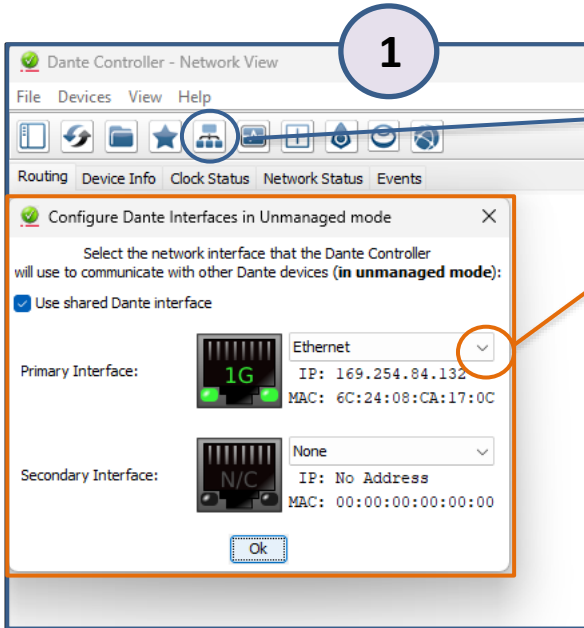 1
Dante Controller - Network View
File Devices View Help
Routing Device Info Clock Status Network Status Events
Configure Dante Interfaces in Unmanaged mode
Select the network interface that the Dante Controller
will use to communicate with other Dante devices (in unmanaged mode):
Use shared Dante interface
Primary Interface:
1G
Ethernet
IP: 169.254.84.132
MAC: 6C:24:08:CA:17:0C
Secondary Interface:
N/C
None
IP: No Address
MAC: 00:00:00:00:00:00
Ok